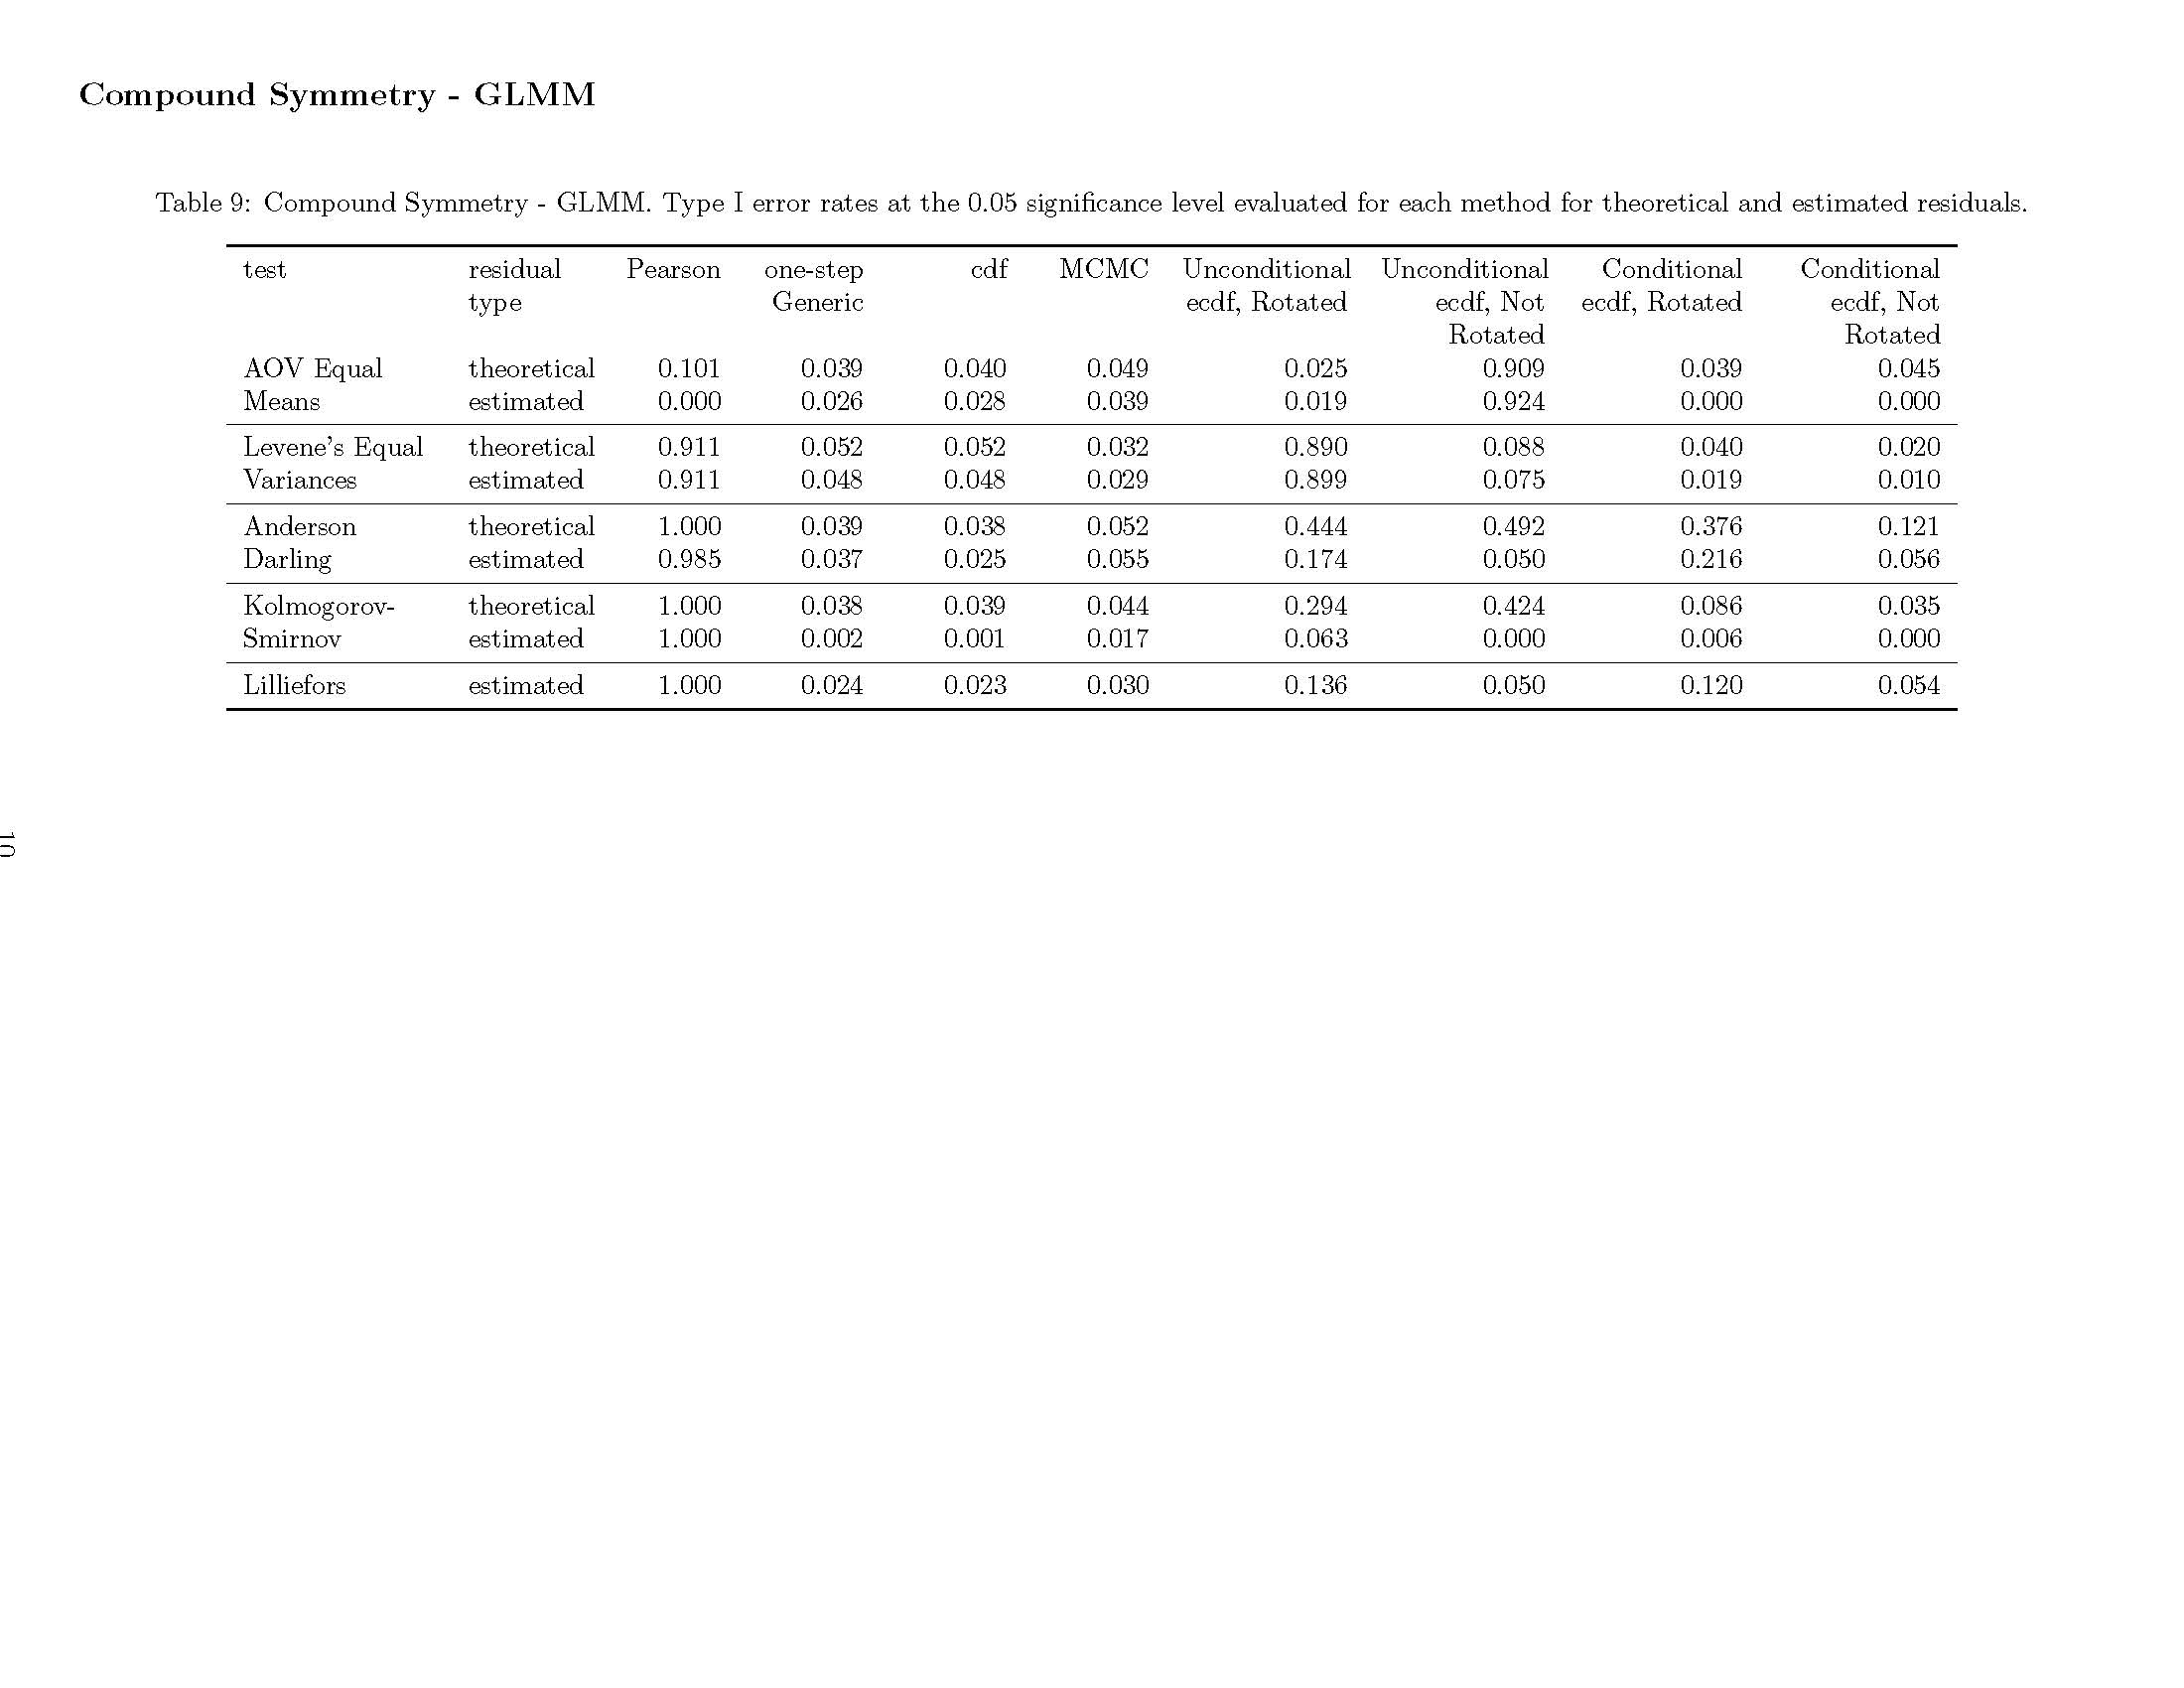 Compound Symmetry - GLMM
Table 9: Compound Symmetry - GLMM. Type I error rates at the 0.05 significance level evaluated for each method for theoretical and estimated residuals.
test residual Pearson one-step cdf MCMC Unconditional Unconditional Conditional Conditional
type Generic ecdf, Rotated ecdf, Not ecdf, Rotated ecdf, Not
Rotated Rotated
AOV Equal theoretical 0.101 0.039 0.040 0.049 0.025 0.909 0.039 0.045
Means estimated 0.000 0.026 0.028 0.039 0.019 0.924 0.000 0.000
Levene's Equal theoretical 0.911 0.052 0.052 0.032 0.890 0.088 0.040 0.020
Variances estimated 0.911 0.048 0.048 0.029 0.899 0.075 0.019 0.010
Anderson theoretical 1.000 0.039 0.038 0.052 0.444 0.492 0.376 0.121
Darling estimated 0.985 0.037 0.025 0.055 0.174 0.050 0.216 0.056
Kolmogorov- theoretical 1.000 0.038 0.039 0.044 0.294 0.424 0.086 0.035
Smirnov estimated 1.000 0.002 0.001 0.017 0.063 0.000 0.006 0.000
Lilliefors estimated 1.000 0.024 0.023 0.030 0.136 0.050 0.120 0.054
10